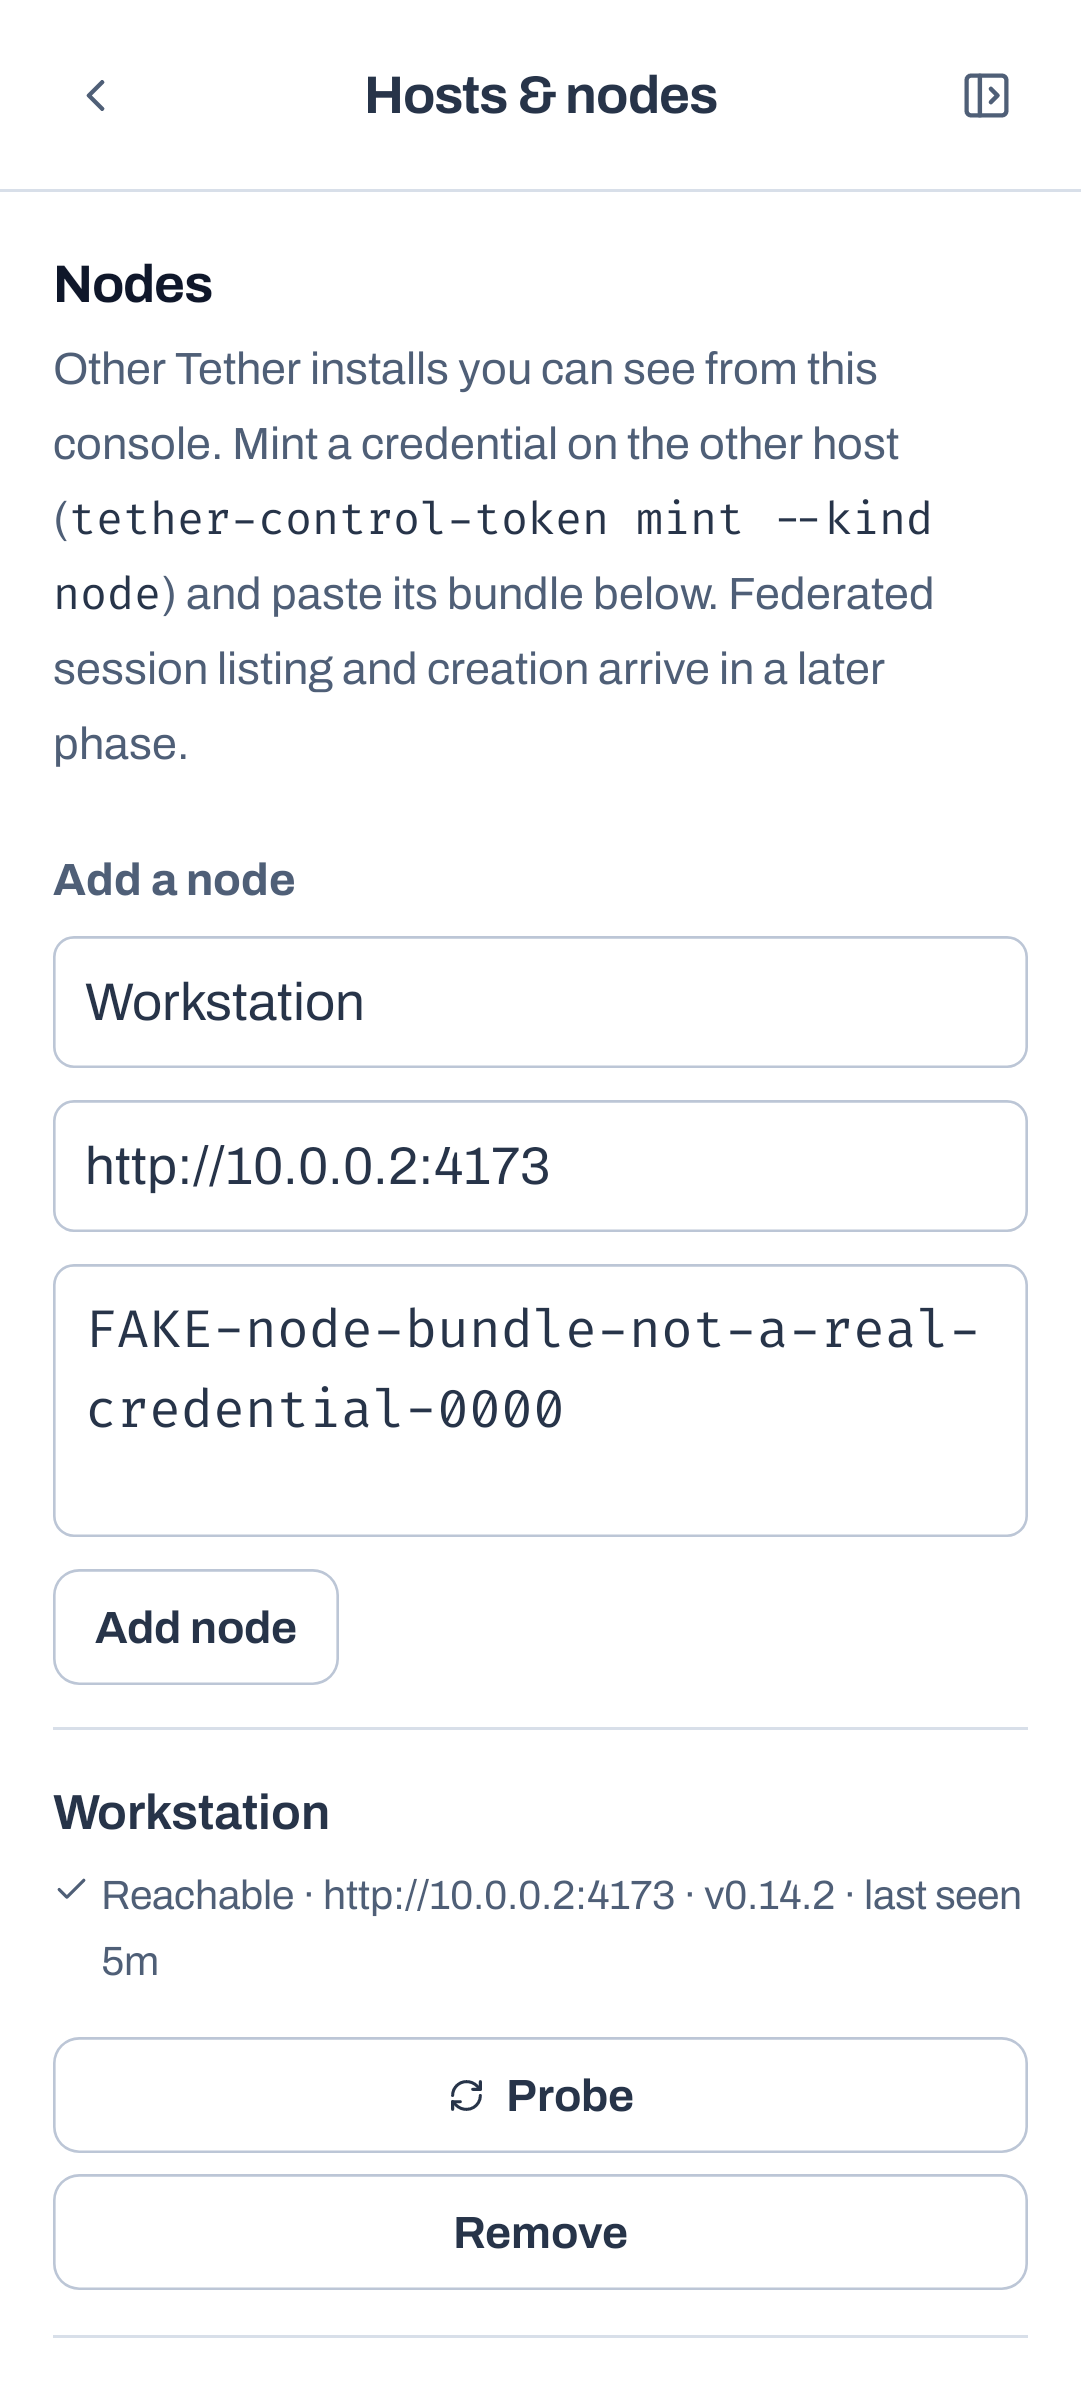 Hosts & nodes
Nodes
Other Tether installs you can see from this
console. Mint a credential on the other host
(tether-control-token mint --kind
node) and paste its bundle below. Federated
session listing and creation arrive in a later
phase.
Add a node
Workstation
http://10.0.0.2:4173
FAKE-node-bundle-not-a-real-
credential-0000
Add node
Workstation
Reachable · http://10.0.0.2:4173 · v0.14.2 · last seen
5m
Probe
Remove